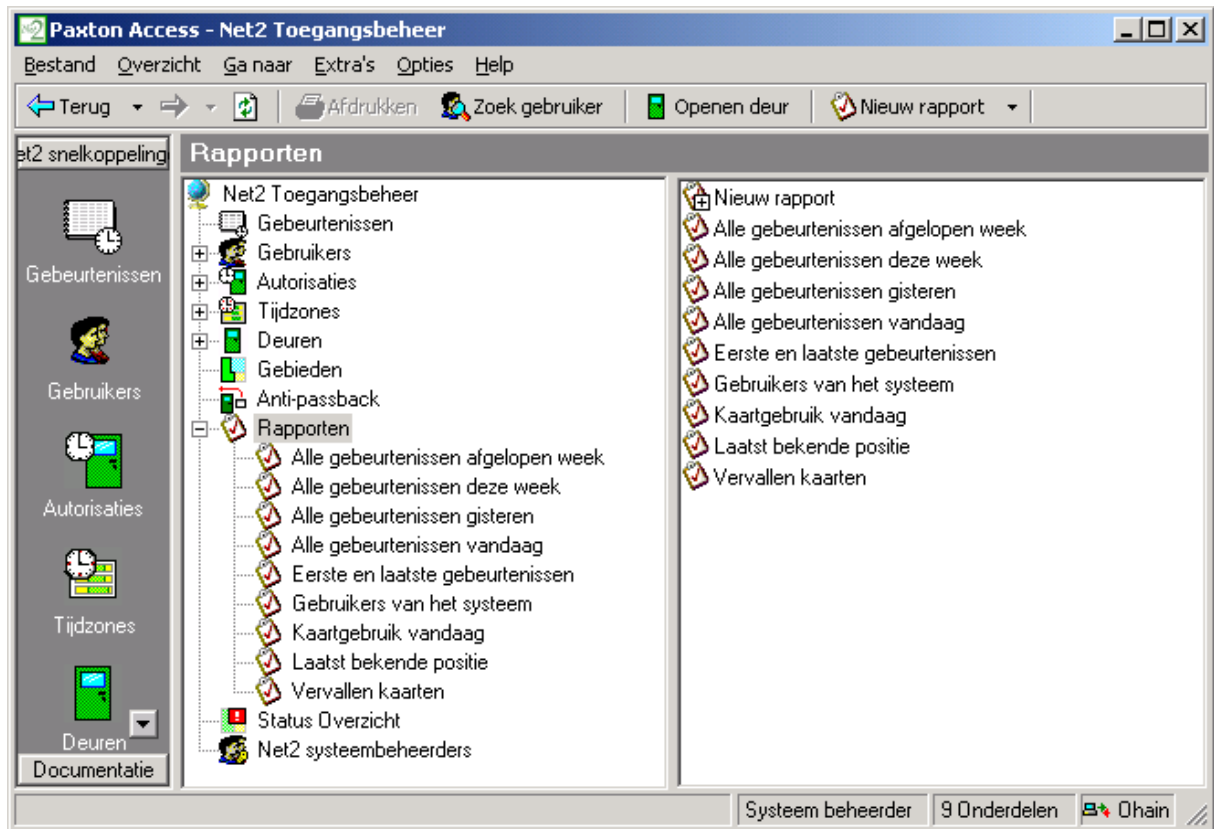 Paxton Access - Net2 Toegangsbeheer
Bestand Overzicht Ga naar Extra's Opties Help
Terug Afdrukken Zoek gebruiker Openen deur Nieuw rapport
et2 snelkoppeling
Gebeurtenissen
Gebruikers
Autorisaties
Tijdzones
Deuren
Documentatie
Rapporten
Net2 Toegangsbeheer
Gebeurtenissen
Gebruikers
Autorisaties
Tijdzones
Deuren
Gebieden
Anti-passback
Rapporten
Alle gebeurtenissen afgelopen week
Alle gebeurtenissen deze week
Alle gebeurtenissen gisteren
Alle gebeurtenissen vandaag
Eerste en laatste gebeurtenissen
Gebruikers van het systeem
Kaartgebruik vandaag
Laatst bekende positie
Vervallen kaarten
Status Overzicht
Net2 systeembeheerders
Nieuw rapport
Alle gebeurtenissen afgelopen week
Alle gebeurtenissen deze week
Alle gebeurtenissen gisteren
Alle gebeurtenissen vandaag
Eerste en laatste gebeurtenissen
Gebruikers van het systeem
Kaartgebruik vandaag
Laatst bekende positie
Vervallen kaarten
Systeem beheerder 9 Onderdelen Ohain